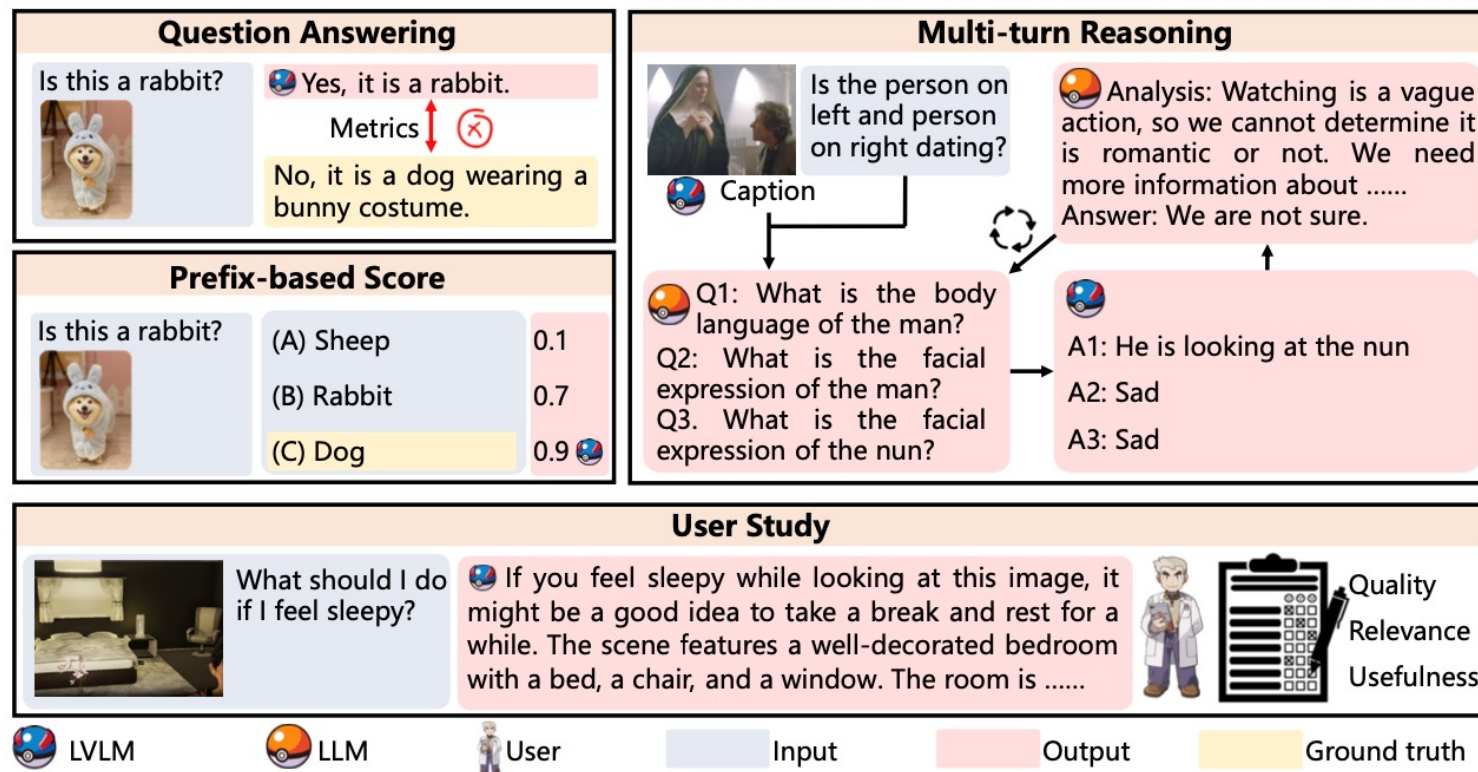 Question Answering
Is this a rabbit?
Yes, it is a rabbit.
Metrics
No, it is a dog wearing a
bunny costume.
Prefix-based Score
Is this a rabbit?
(A) Sheep
0.1
(B) Rabbit
0.7
(C) Dog
0.9
Multi-turn Reasoning
Is the person on
left and person
on right dating?
Caption
Analysis: Watching is a vague
action, so we cannot determine it
is romantic or not. We need
more information about ......
Answer: We are not sure.
Q1: What is the body
language of the man?
Q2: What is the facial
expression of the man?
Q3. What is the facial
expression of the nun?
A1: He is looking at the nun
A2: Sad
A3: Sad
User Study
What should I do
if I feel sleepy?
If you feel sleepy while looking at this image, it
might be a good idea to take a break and rest for a
while. The scene features a well-decorated bedroom
with a bed, a chair, and a window. The room is ......
Quality
Relevance
Usefulness
LVLM
LLM
User
Input
Output
Ground truth